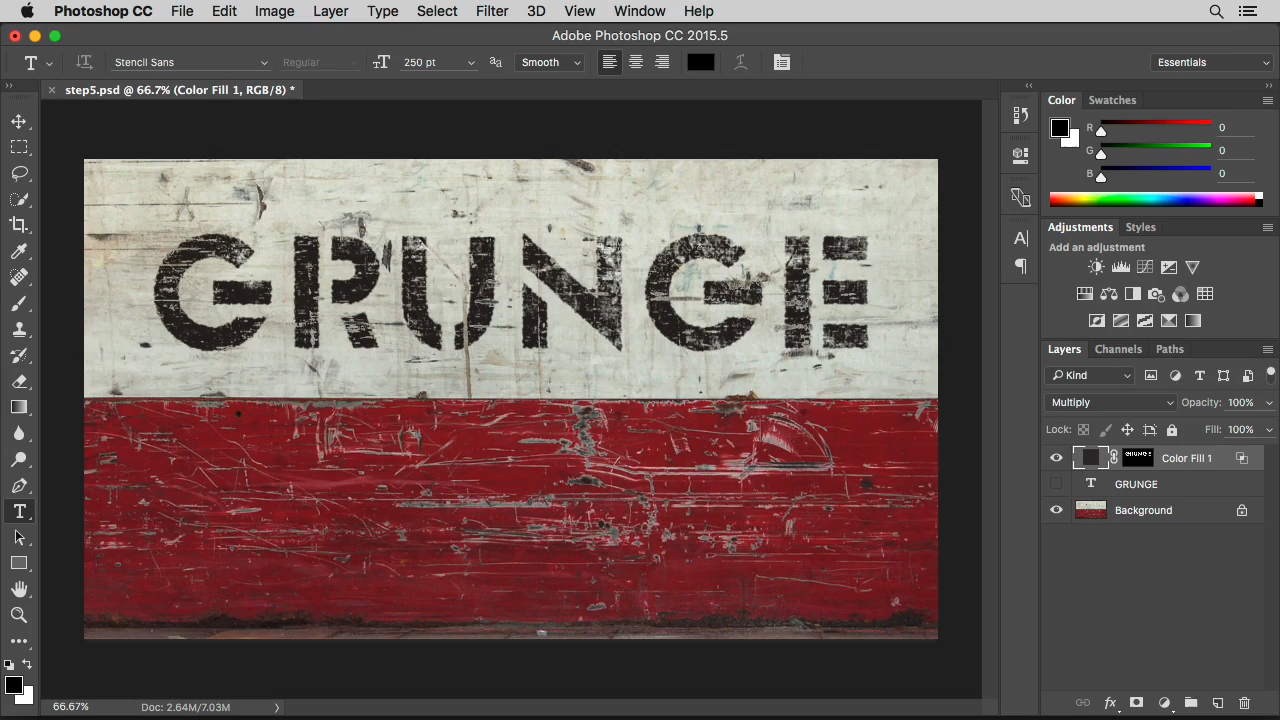 Photoshop CC File Edit Image Layer Type Select Filter 3D View Window Help
Adobe Photoshop CC 2015.5
T Stencil Sans Regular 250 pt Smooth Essentials
step5.psd @ 66.7% (Color Fill 1, RGB/8) *
Color Swatches
R 0
G 0
B 0
Adjustments Styles
Add an adjustment
GRUNGE
Layers Channels Paths
Kind
Multiply Opacity: 100%
Lock: Fill: 100%
GRUNGE Color Fill 1
T GRUNGE
Background
66.67% Doc: 2.64M/7.03M